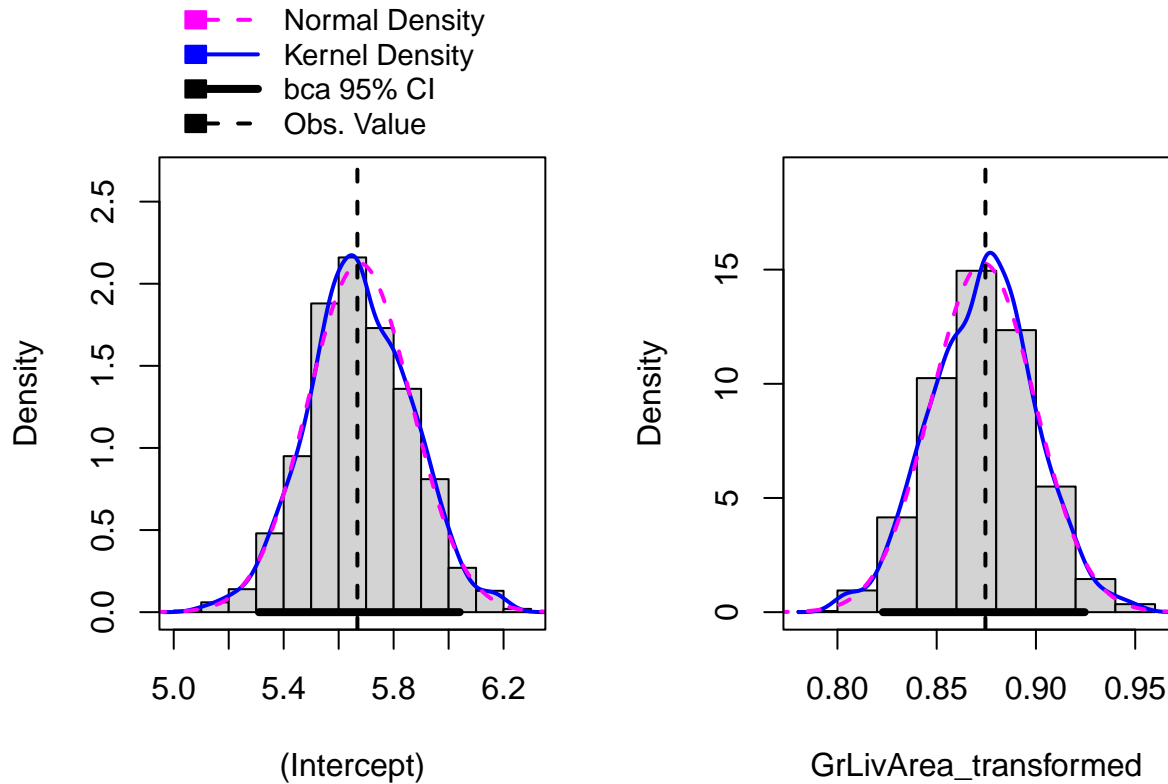 Normal Density
Kernel Density
bca 95% CI
Obs. Value
Density
0.0 0.5 1.0 1.5 2.0 2.5
5.0 5.4 5.8 6.2
(Intercept)
Density
0 5 10 15
0.80 0.85 0.90 0.95
GrLivArea_transformed